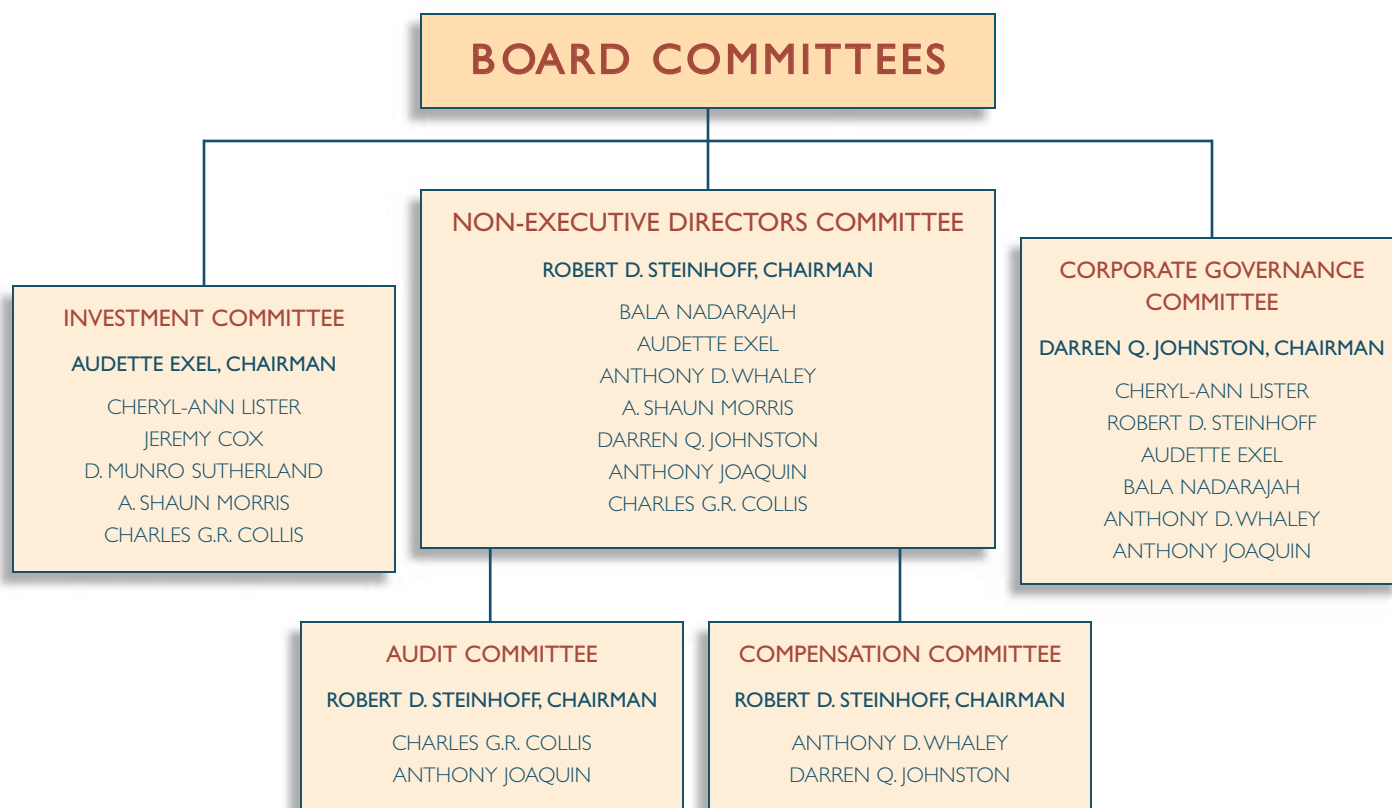 BOARD COMMITTEES
NON-EXECUTIVE DIRECTORS COMMITTEE
ROBERT D. STEINHOFF, CHAIRMAN
BALA NADARAJAH
AUDETTE EXEL
ANTHONY D. WHALEY
A. SHAUN MORRIS
DARREN Q. JOHNSTON
ANTHONY JOAQUIN
CHARLES G.R. COLLIS
INVESTMENT COMMITTEE
AUDETTE EXEL, CHAIRMAN
CHERYL-ANN LISTER
JEREMY COX
D. MUNRO SUTHERLAND
A. SHAUN MORRIS
CHARLES G.R. COLLIS
CORPORATE GOVERNANCE
COMMITTEE
DARREN Q. JOHNSTON, CHAIRMAN
CHERYL-ANN LISTER
ROBERT D. STEINHOFF
AUDETTE EXEL
BALA NADARAJAH
ANTHONY D. WHALEY
ANTHONY JOAQUIN
AUDIT COMMITTEE
ROBERT D. STEINHOFF, CHAIRMAN
CHARLES G.R. COLLIS
ANTHONY JOAQUIN
COMPENSATION COMMITTEE
ROBERT D. STEINHOFF, CHAIRMAN
ANTHONY D. WHALEY
DARREN Q. JOHNSTON